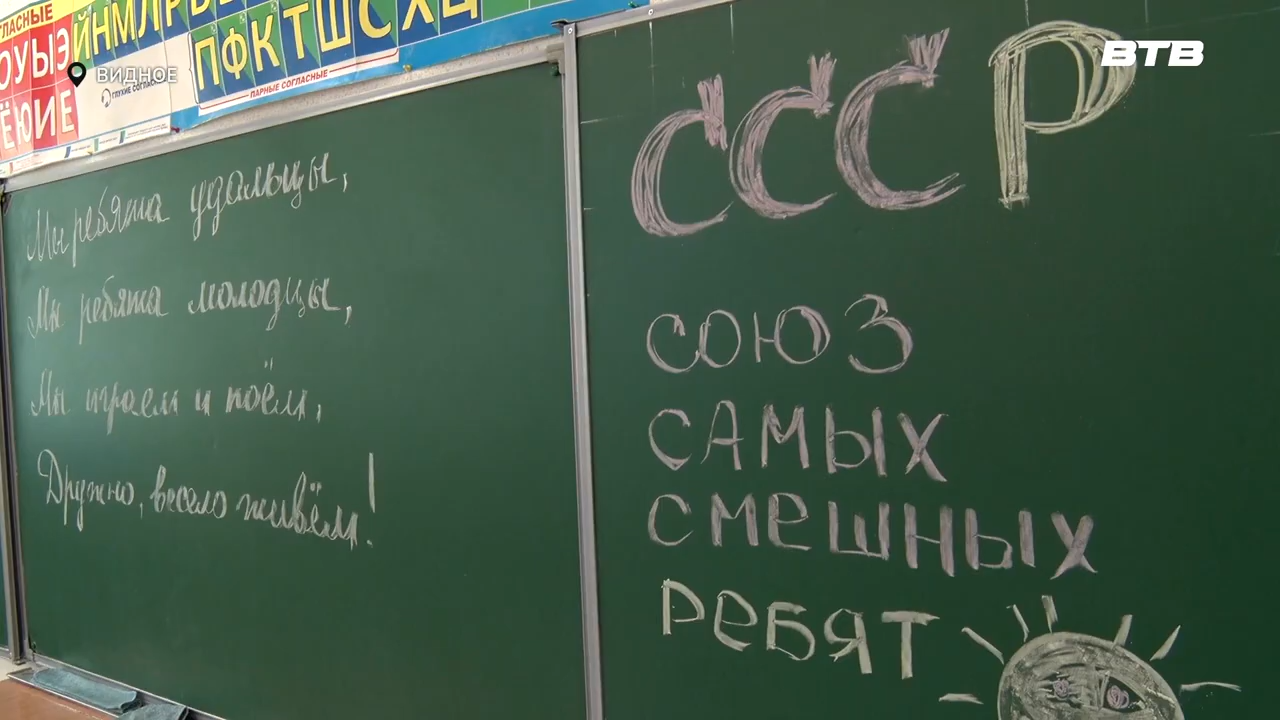 ГЛАСНЫЕ
ОУЫЭ
ЁЮИЕ
ЙНМЛР
ПФКТШСХЦ
ГЛУХИЕ СОГЛАСНЫЕ
ПАРНЫЕ СОГЛАСНЫЕ
ВИДНОЕ
ВТВ
Мы ребята удальцы,
Мы ребята молодцы,
Мы играем и поём,
Дружно, весело живём!
СССР
СОЮЗ
САМЫХ
СМЕШНЫХ
РЕБЯТ